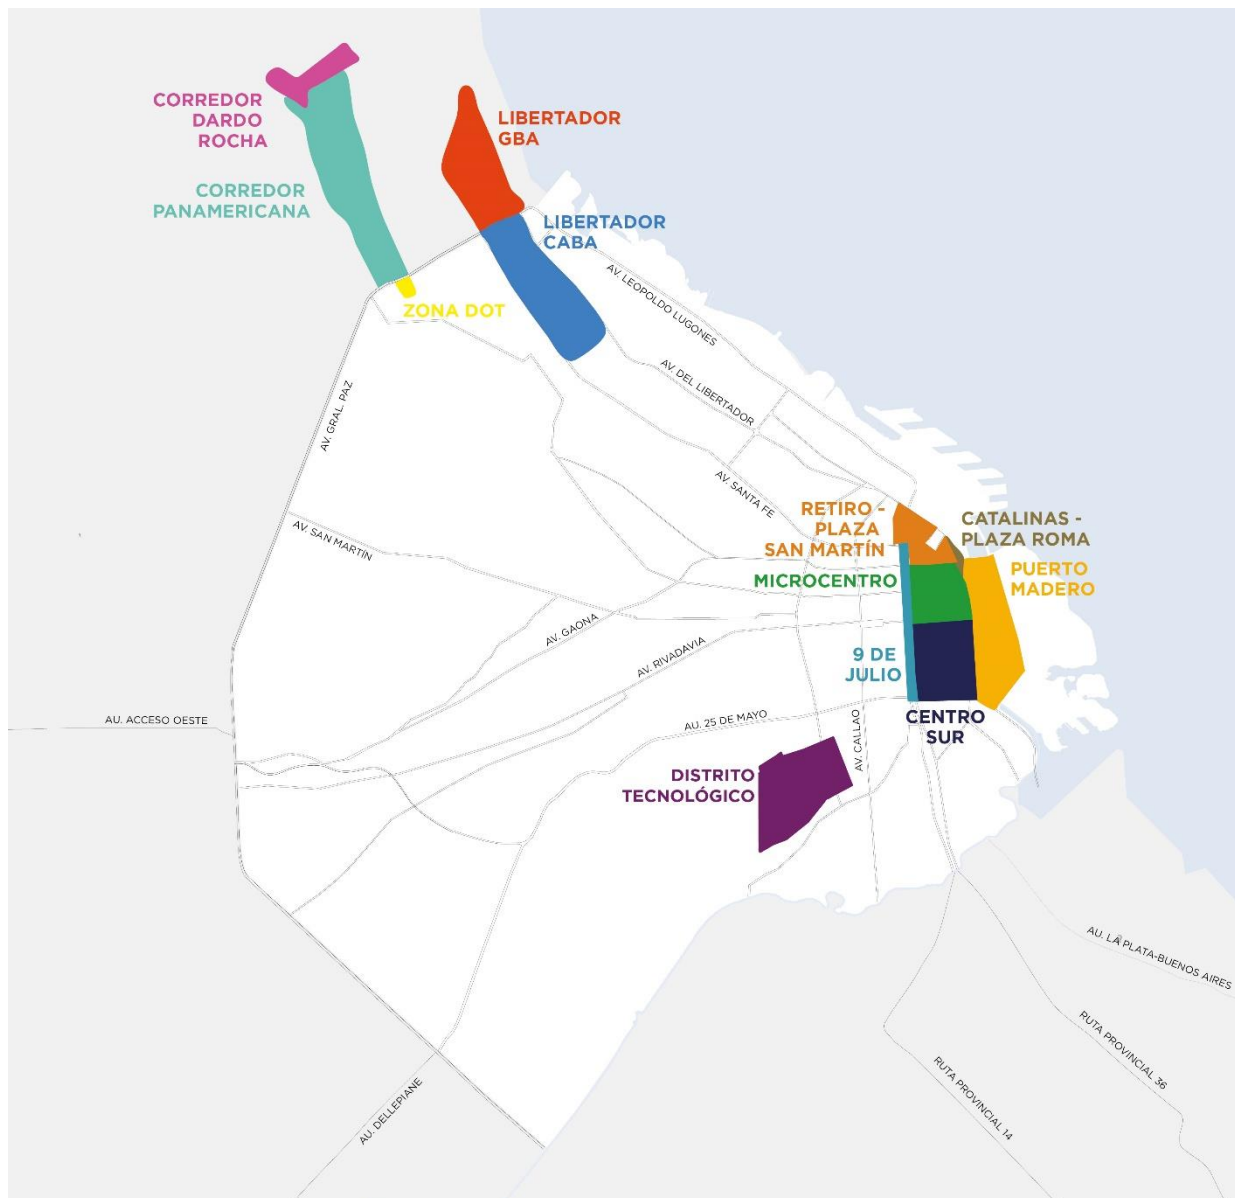 CORREDOR
DARDO
ROCHA
LIBERTADOR
GBA
CORREDOR
PANAMERICANA
LIBERTADOR
CABA
ZONA DOT
AV. LEOPOLDO LUGONES
AV. DEL LIBERTADOR
AV. GRAL. PAZ
AV. SANTA FE
AV. SAN MARTÍN
RETIRO -
PLAZA
SAN MARTÍN
CATALINAS -
PLAZA ROMA
MICROCENTRO
PUERTO
MADERO
AV. GAONA
AV. RIVADAVIA
9 DE
JULIO
AU. ACCESO OESTE
AU. 25 DE MAYO
AV. CALLAO
CENTRO
SUR
DISTRITO
TECNOLÓGICO
AU. LA PLATA-BUENOS AIRES
RUTA PROVINCIAL 36
RUTA PROVINCIAL 14
AU. DELLEPIANE